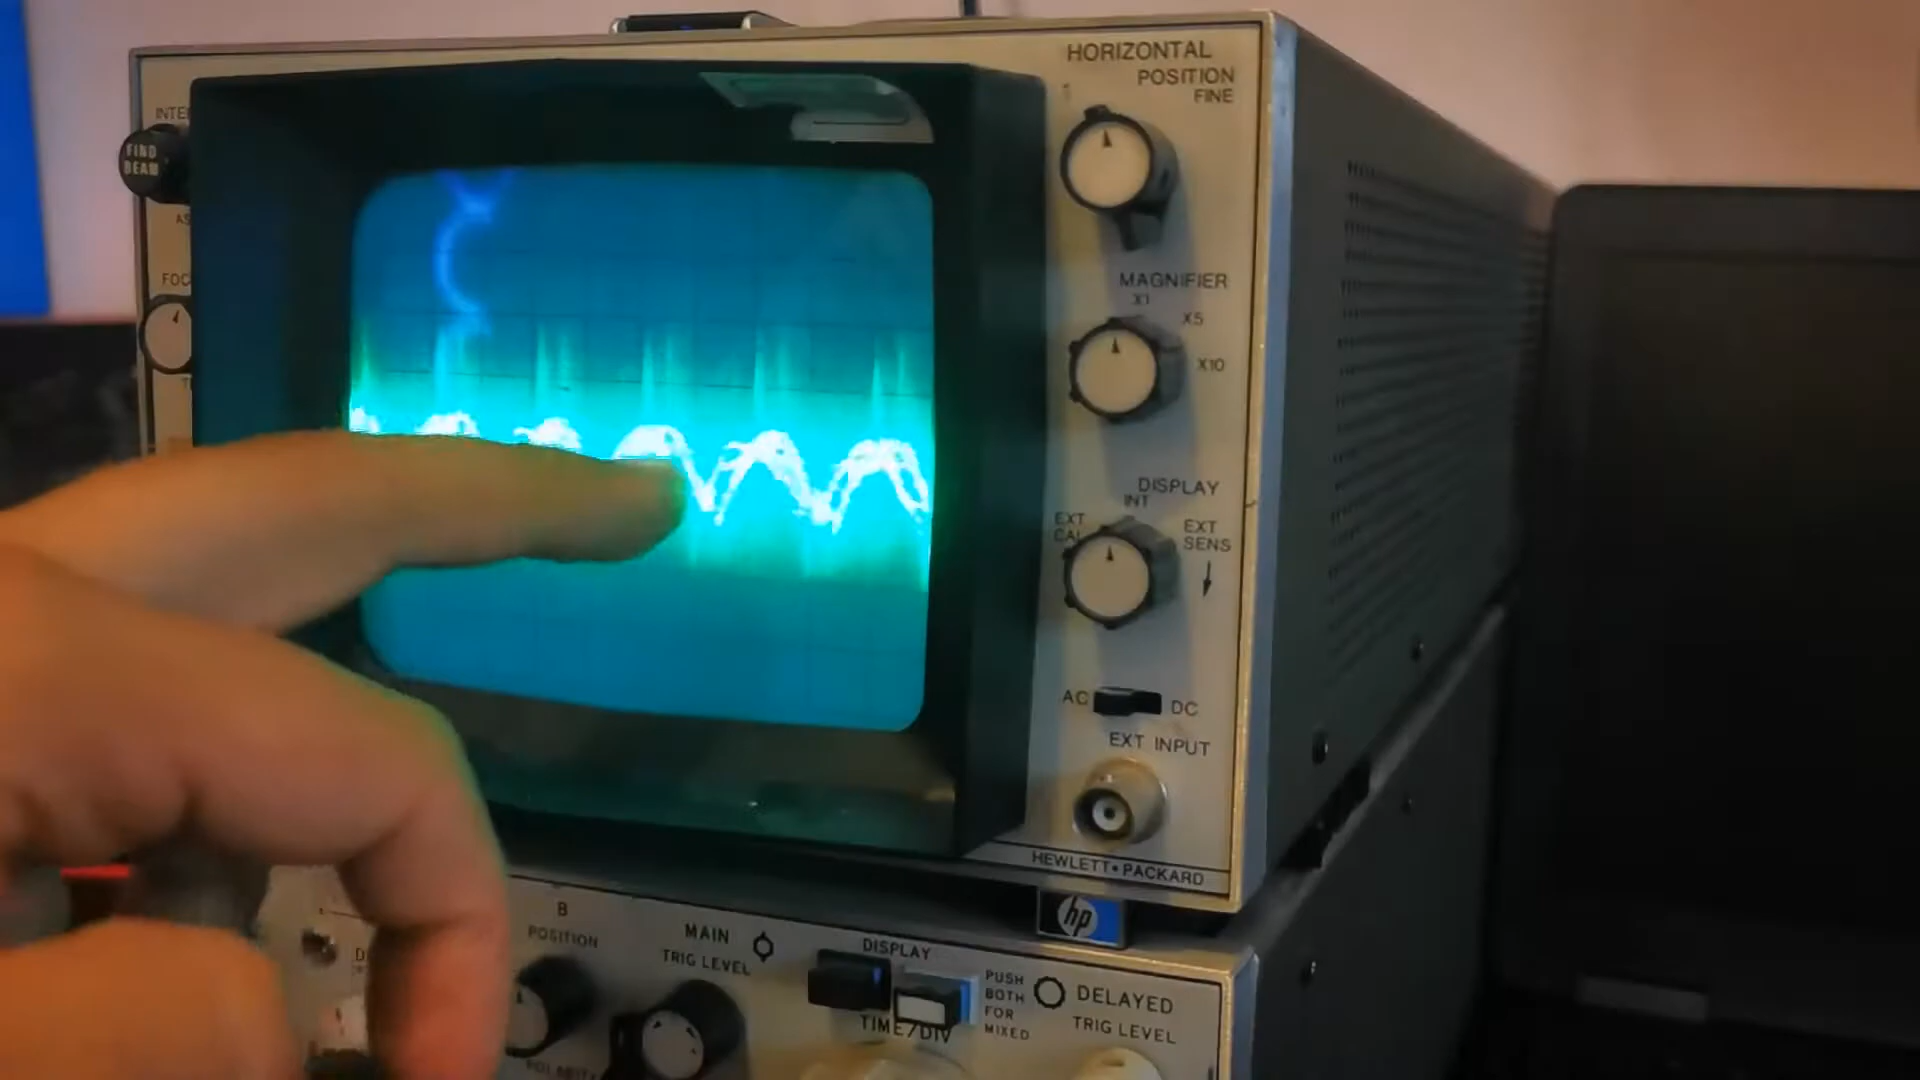 HORIZONTAL
POSITION
FINE
FIND
BEAM
MAGNIFIER
X1
X5
X10
DISPLAY
INT
EXT
CAL
EXT
SENS
AC
DC
EXT INPUT
HEWLETT•PACKARD
hp
B
POSITION
MAIN
TRIG LEVEL
DISPLAY
PUSH
BOTH
FOR
MIXED
DELAYED
TRIG LEVEL
TIME/DIV